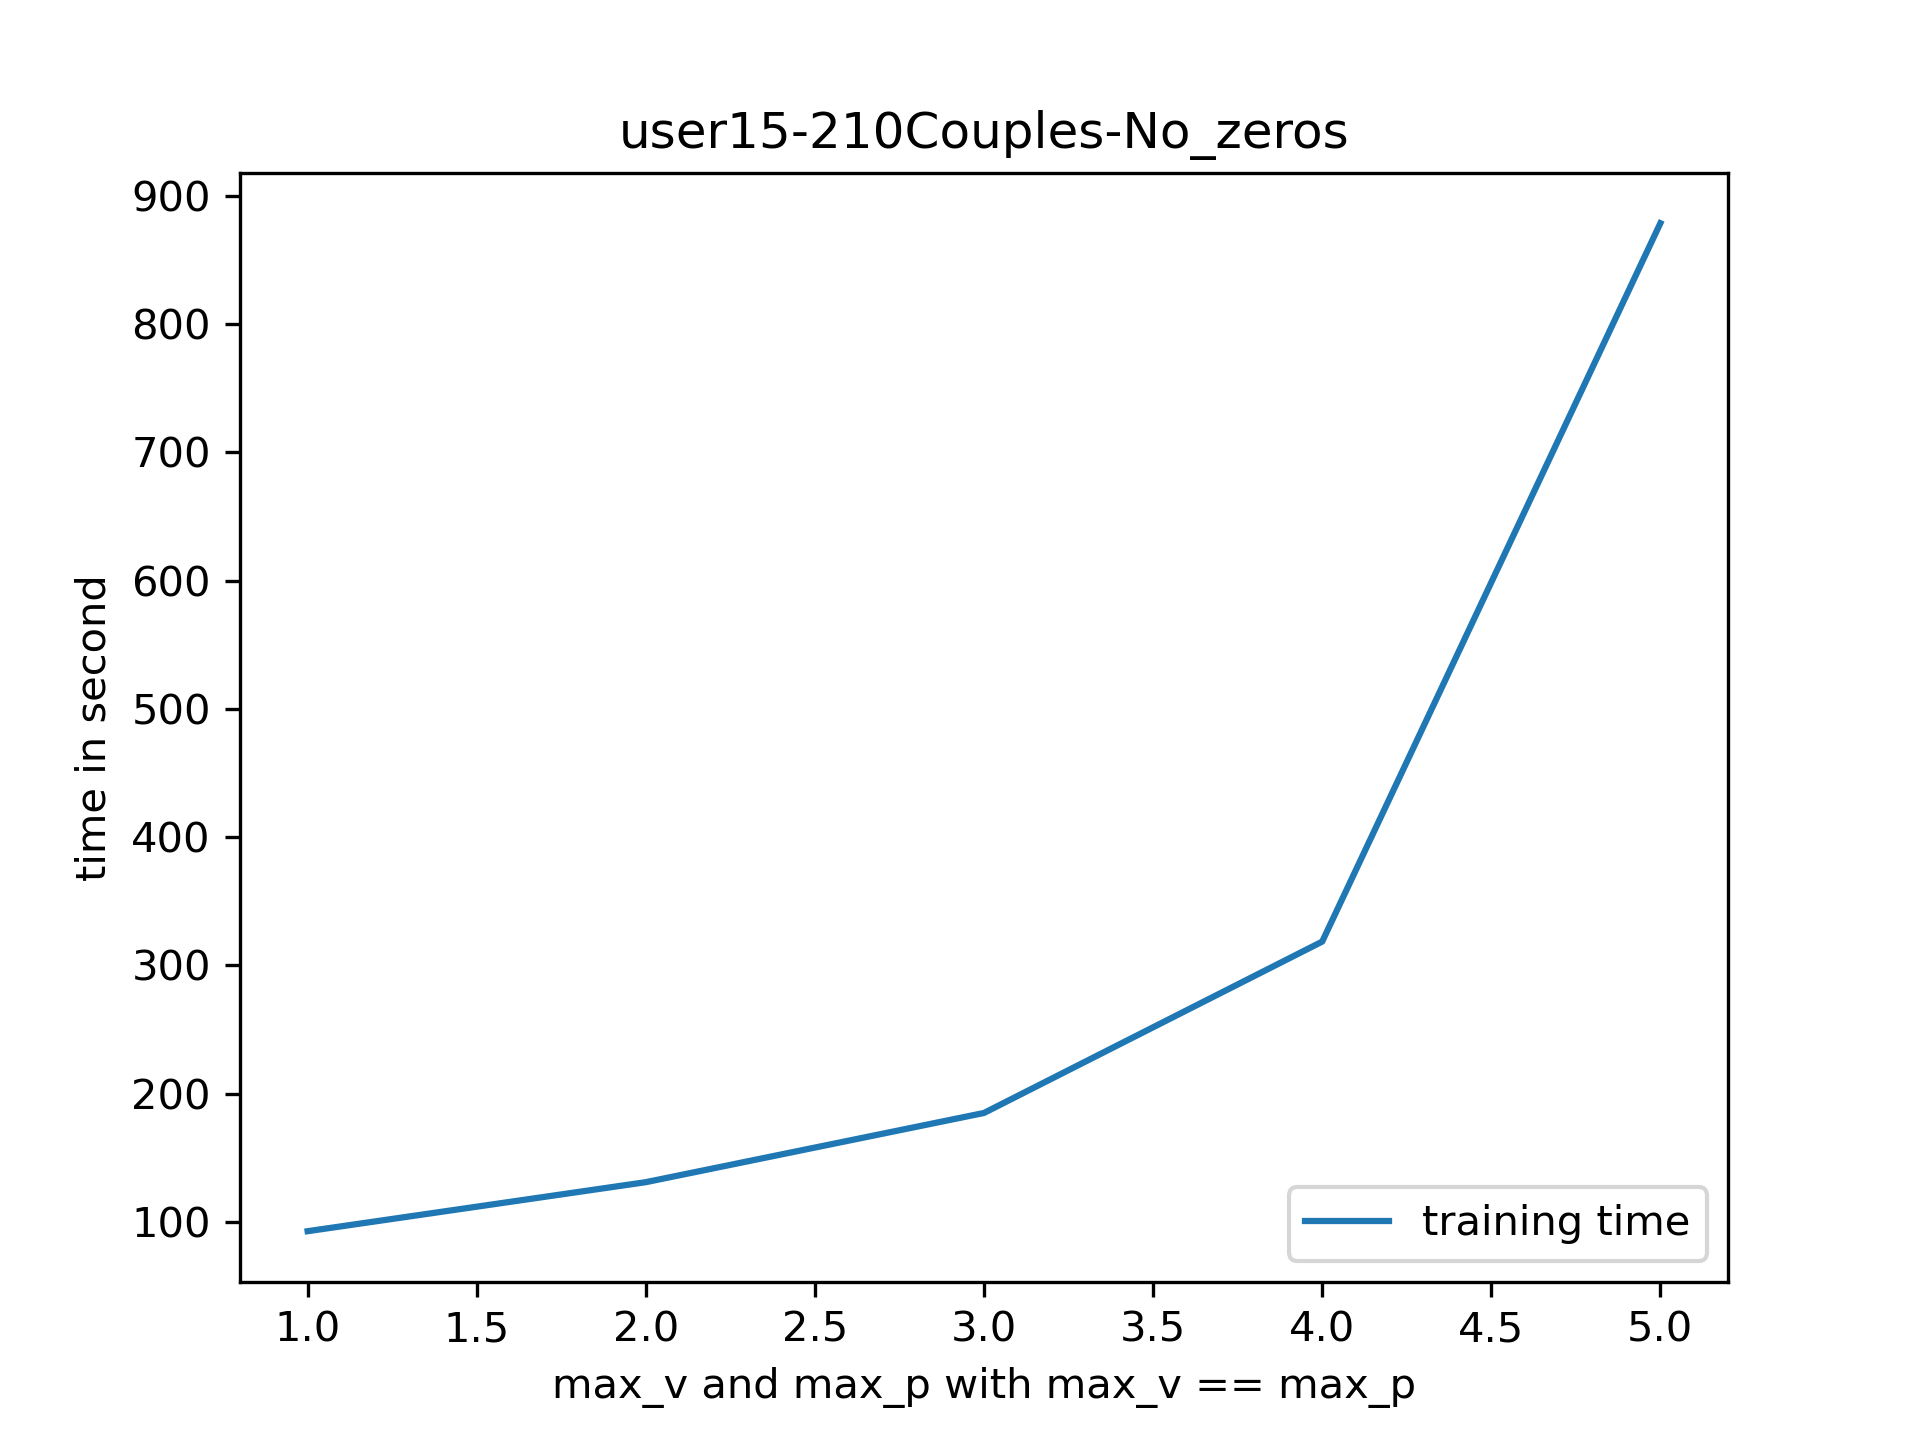 user15-210Couples-No_zeros
900
800
700
600
500
400
300
200
100
time in second
training time
1.0 1.5 2.0 2.5 3.0 3.5 4.0 4.5 5.0
max_v and max_p with max_v == max_p